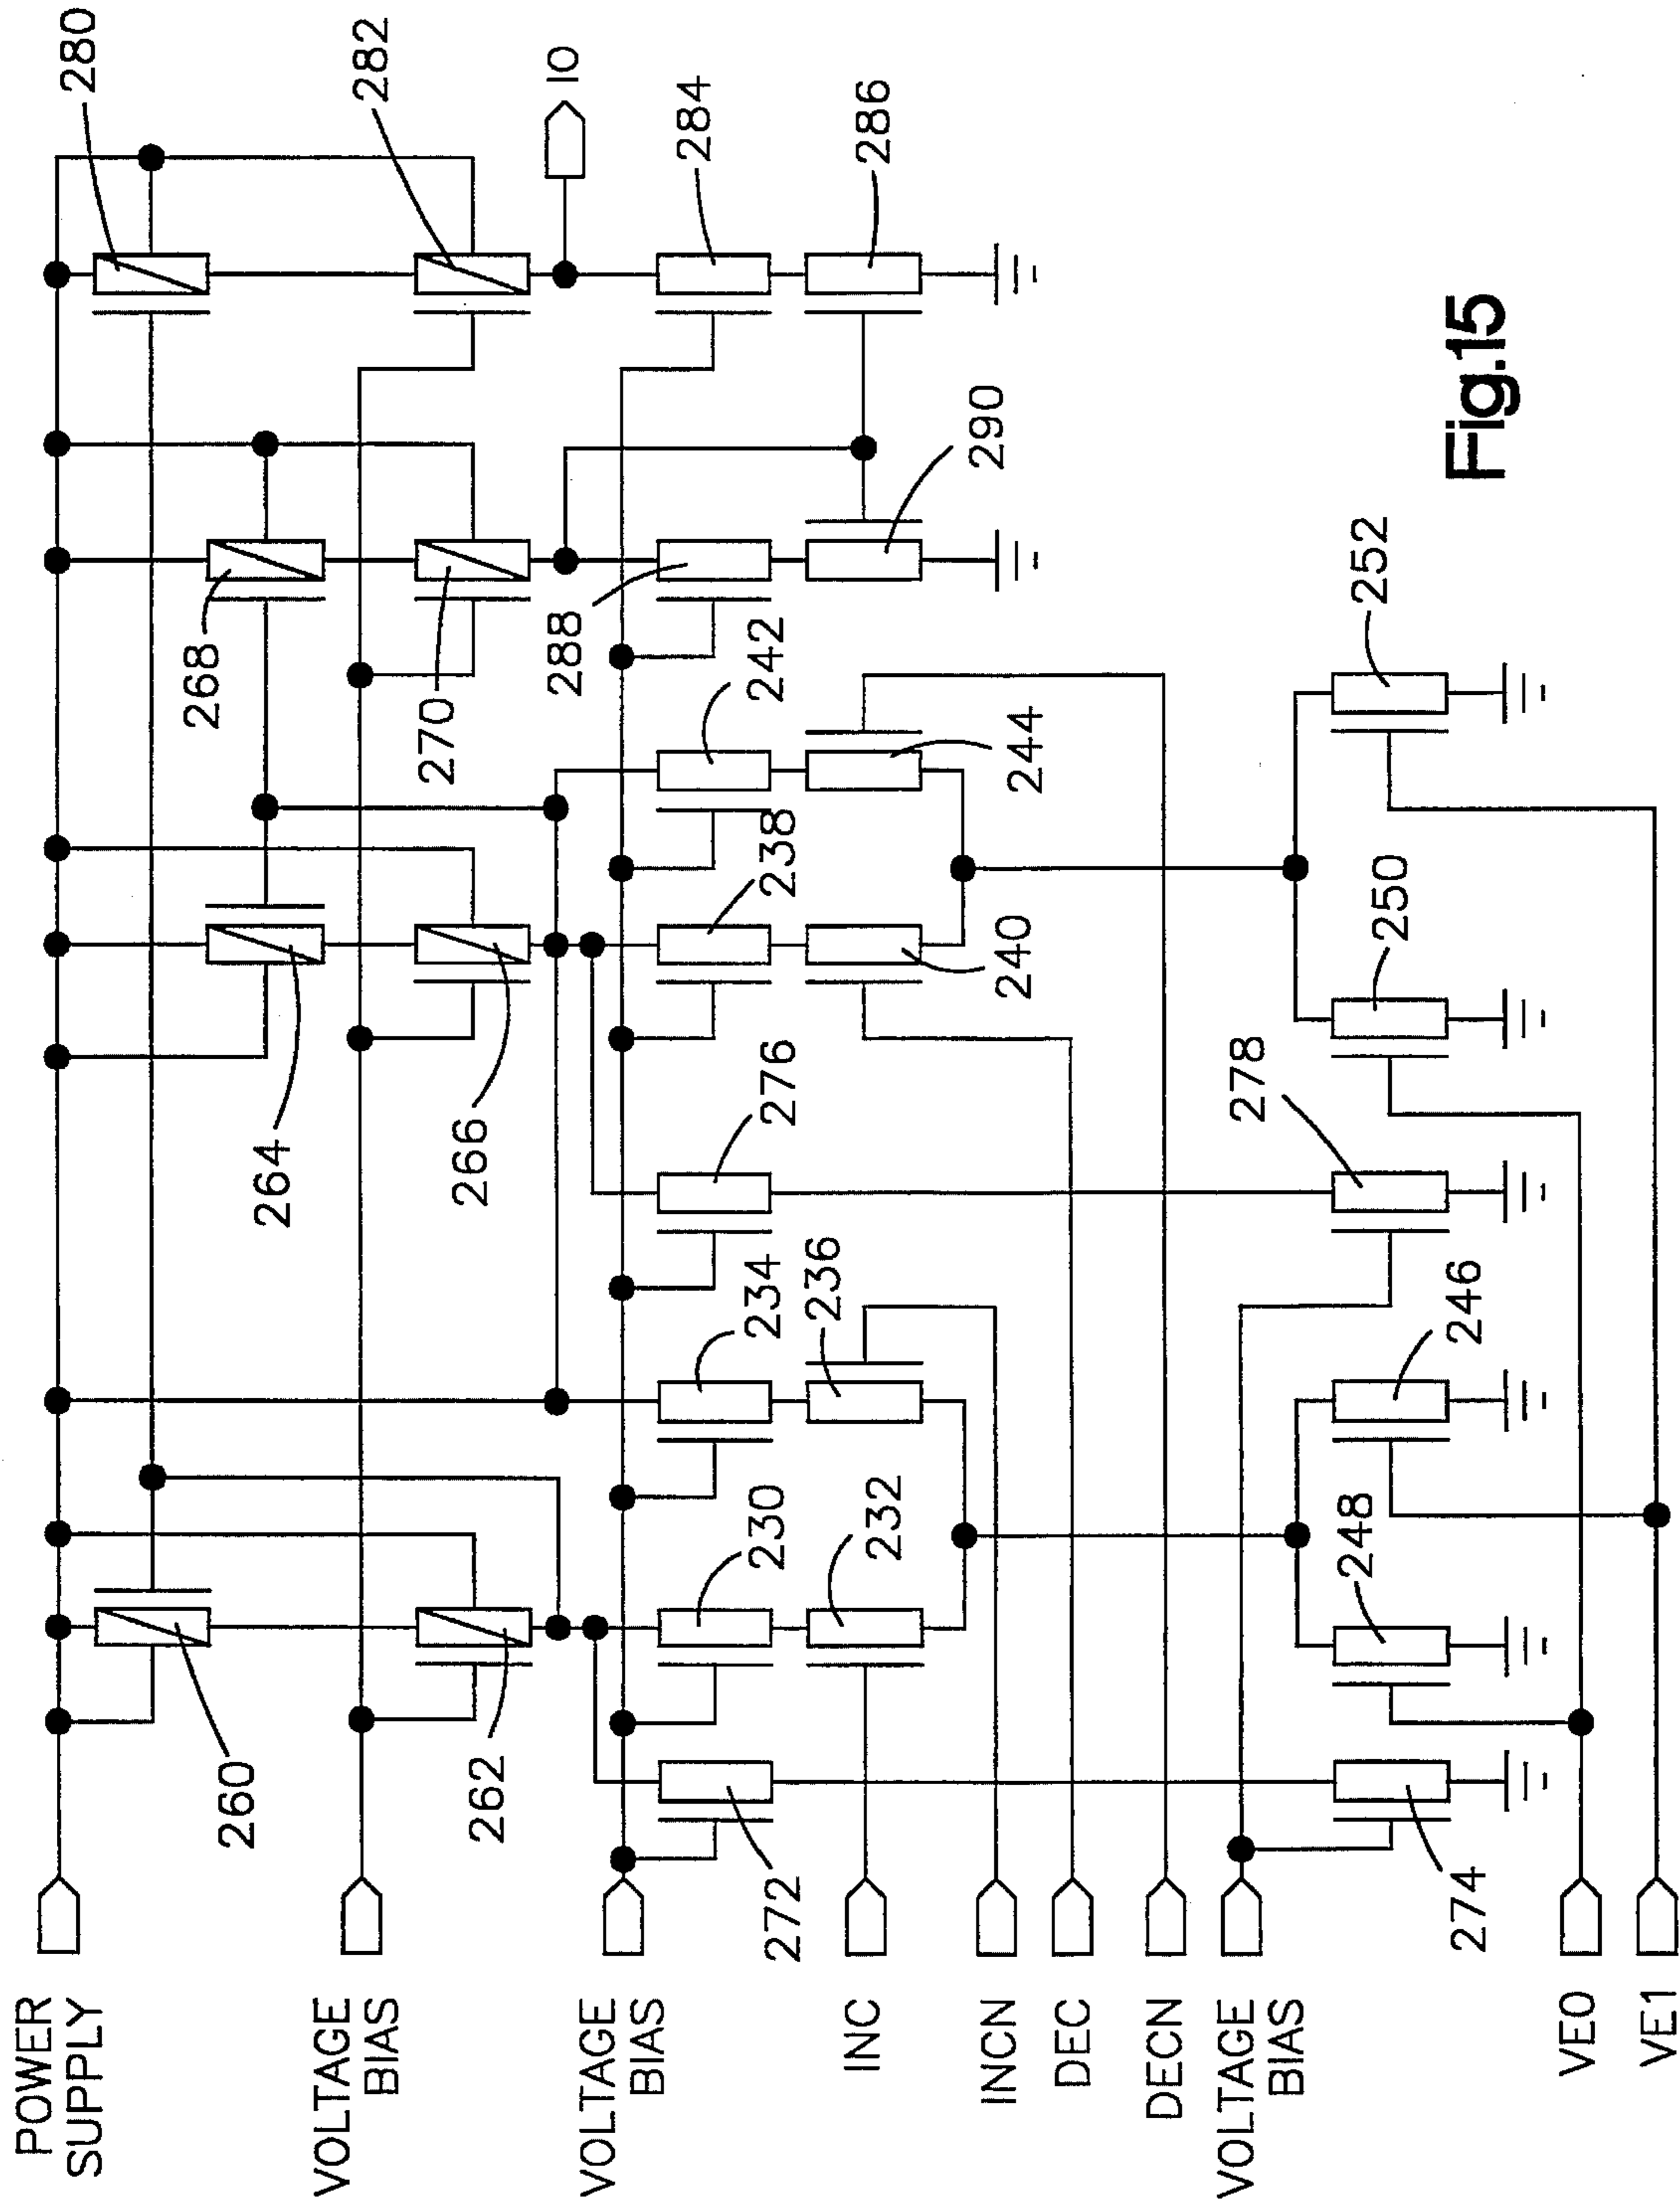 POWER
SUPPLY
VOLTAGE
BIAS
VOLTAGE
BIAS
INC
INCN
DEC
DECN
VOLTAGE
BIAS
VE0
VE1
280
282
IO
284
286
268
270
288
290
242
244
252
264
266
238
240
250
276
278
234
236
246
230
232
248
260
262
272
274
Fig.15